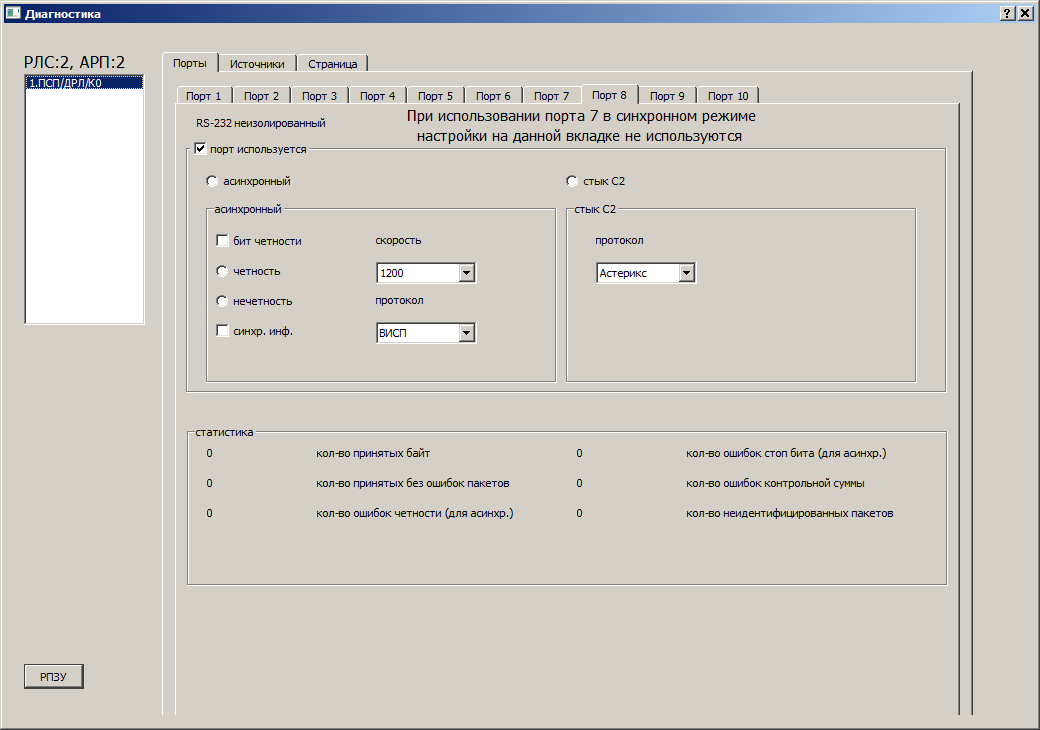 Диагностика
РЛС:2, АРП:2
1.ПСП/ДРЛ/К0
Порты Источники Страница
Порт 1 Порт 2 Порт 3 Порт 4 Порт 5 Порт 6 Порт 7 Порт 8 Порт 9 Порт 10
RS-232 неизолированный
При использовании порта 7 в синхронном режиме
настройки на данной вкладке не используются
порт используется
асинхронный стык С2
асинхронный стык С2
бит четности скорость протокол
четность 1200 Астерикс
нечетность протокол
синхр. инф. ВИСП
статистика
0 кол-во принятых байт 0 кол-во ошибок стоп бита (для асинхр.)
0 кол-во принятых без ошибок пакетов 0 кол-во ошибок контрольной суммы
0 кол-во ошибок четности (для асинхр.) 0 кол-во неидентифицированных пакетов
РПЗУ